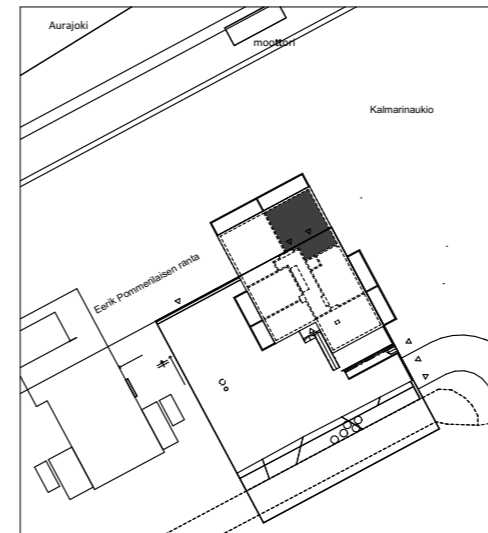 Aurajoki
moottori
Kalmarinaukio
Eerik Pommerilaisen ranta